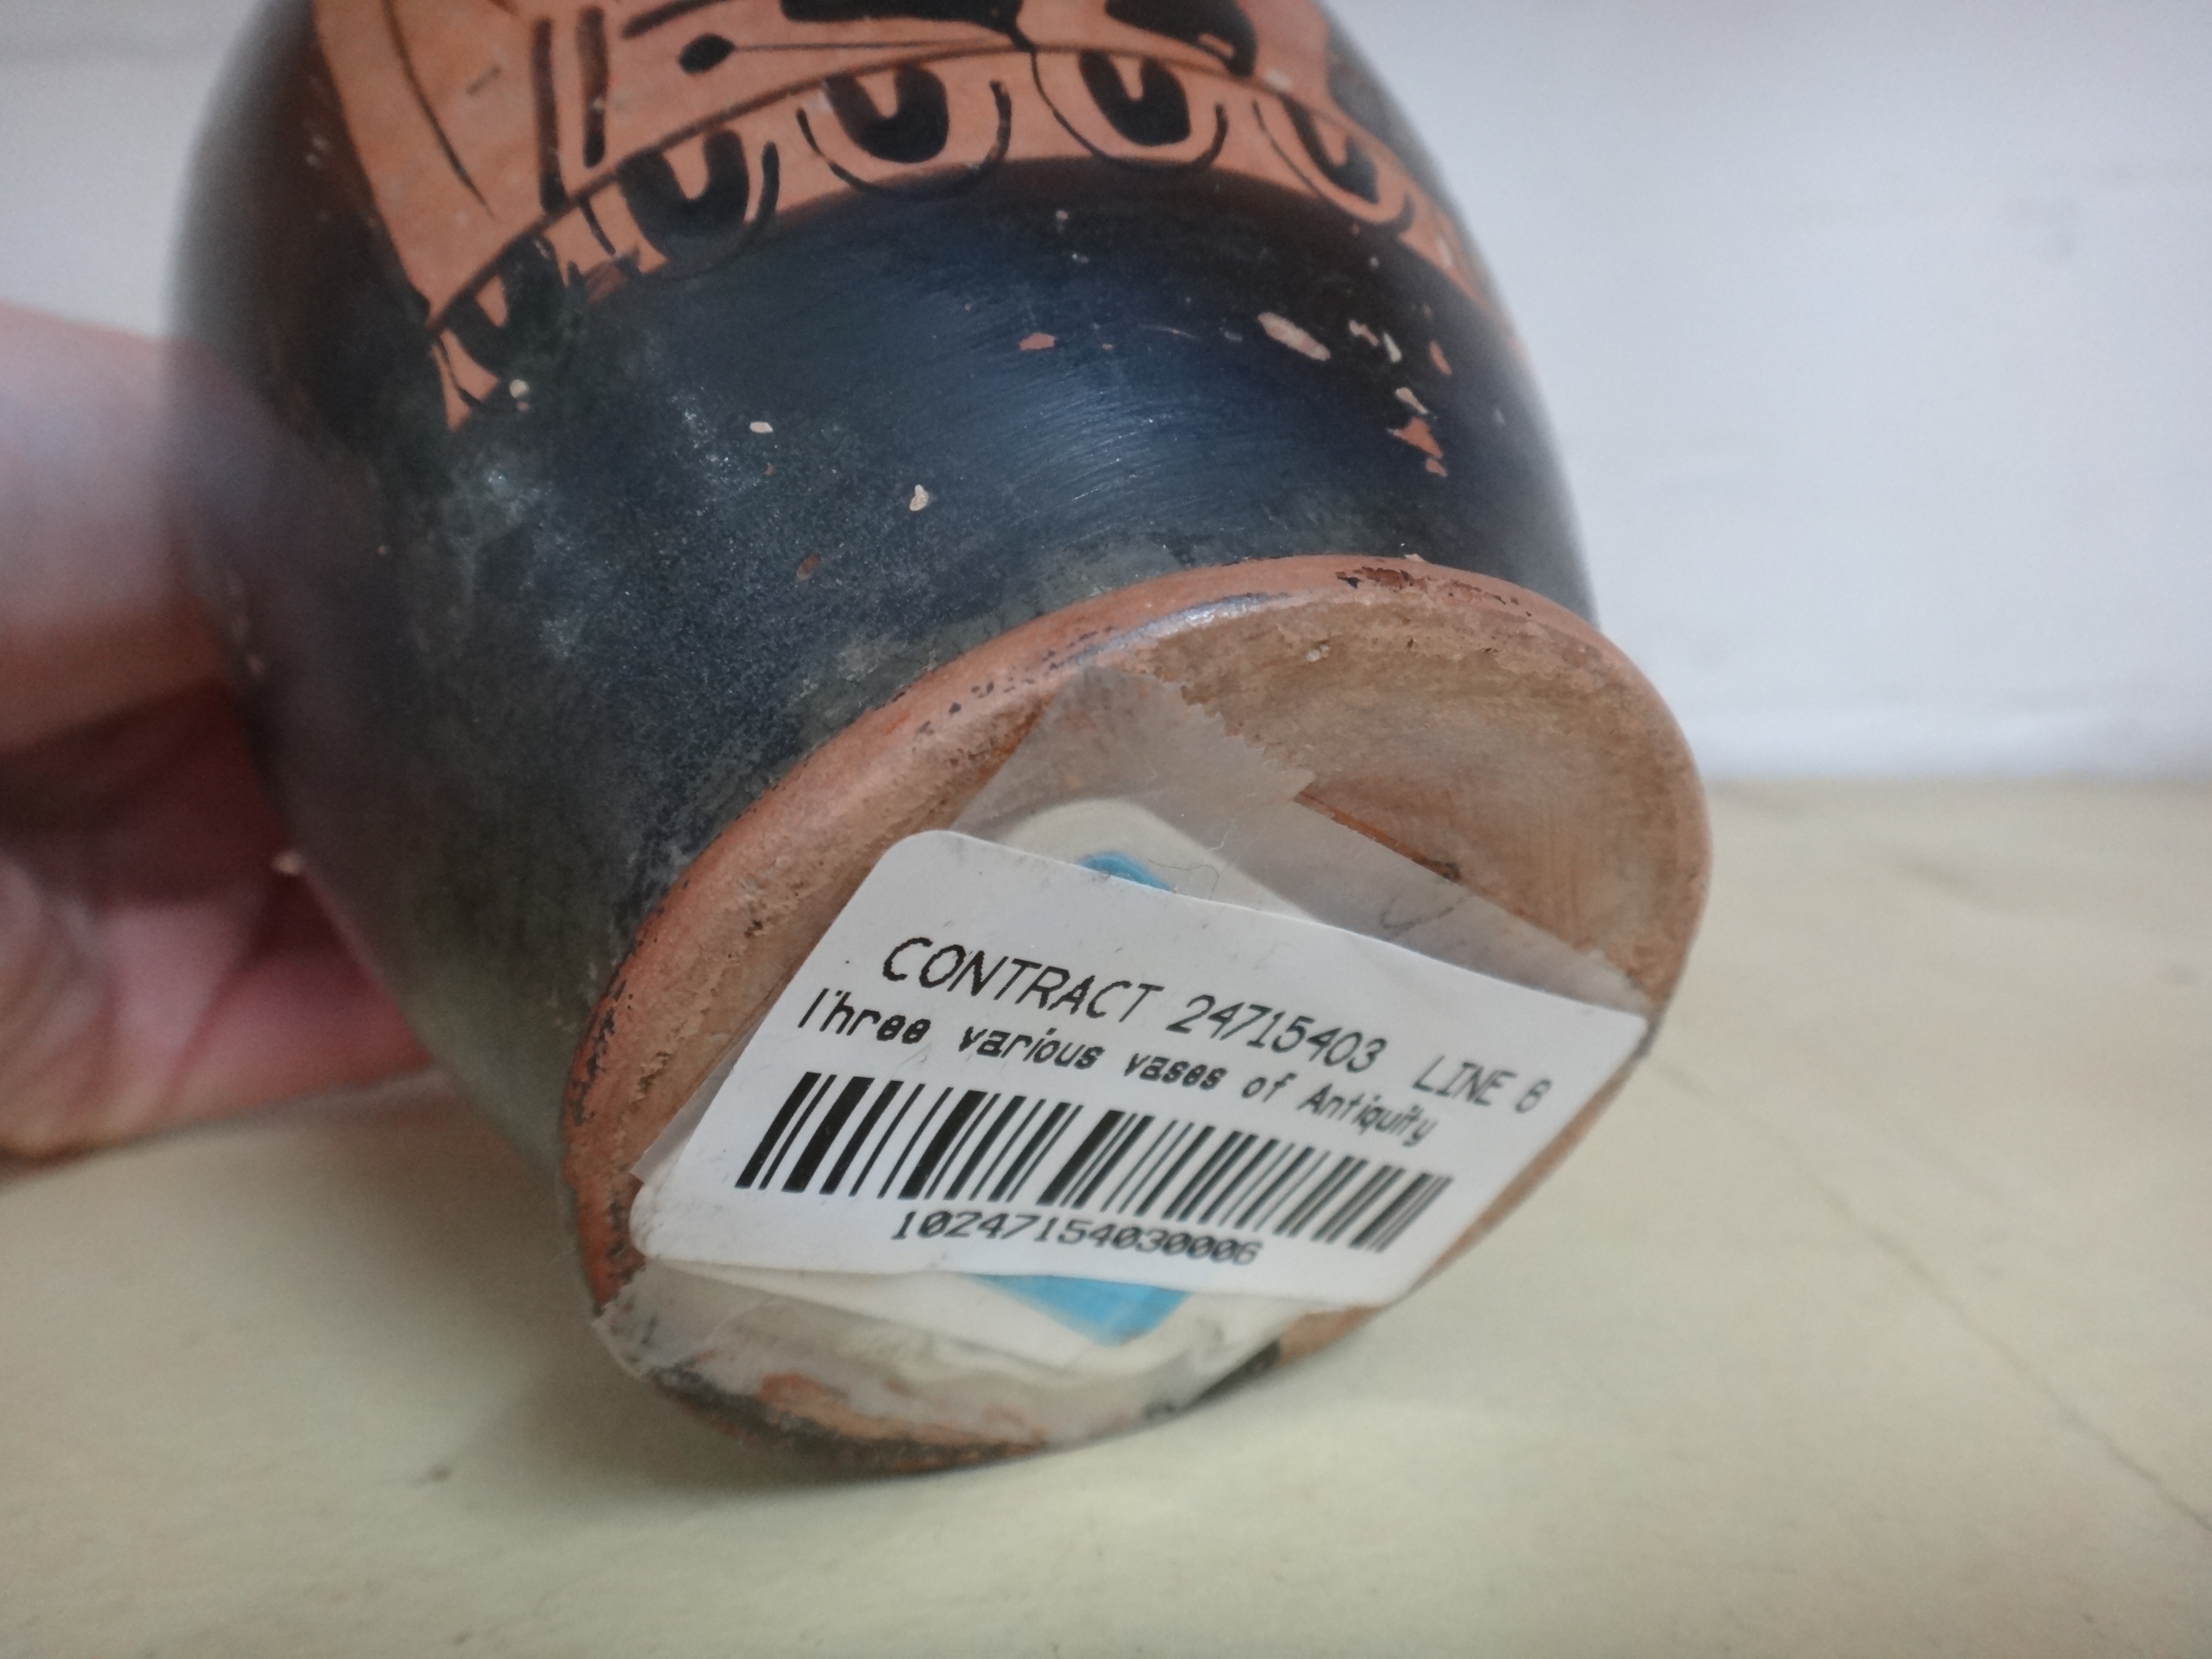 CONTRACT 24715403 LINE 6
Three various vases of Antiquity
10247154030006